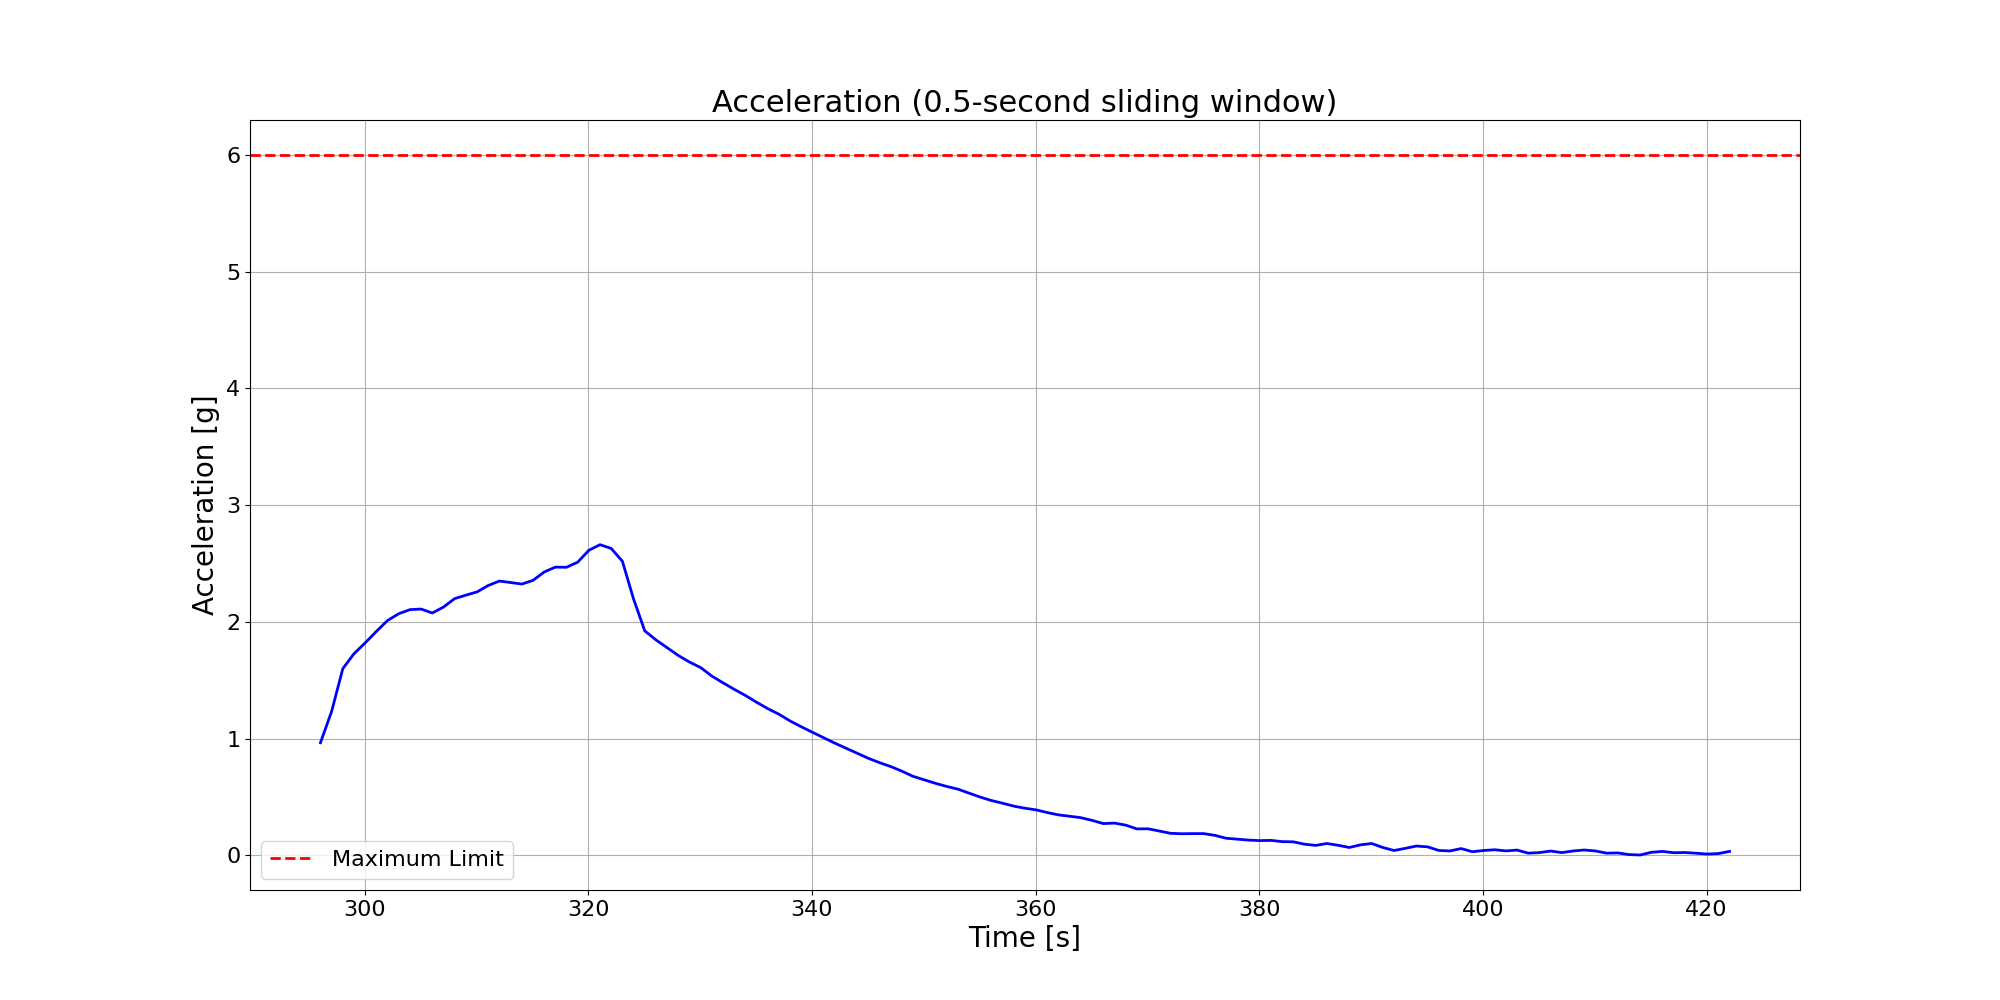 Acceleration (0.5-second sliding window)
Acceleration [g]
6
5
4
3
2
1
0
Maximum Limit
300 320 340 360 380 400 420
Time [s]